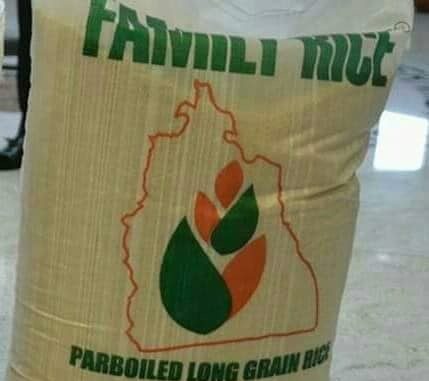 FAMILY RICE
PARBOILED LONG GRAIN RICE